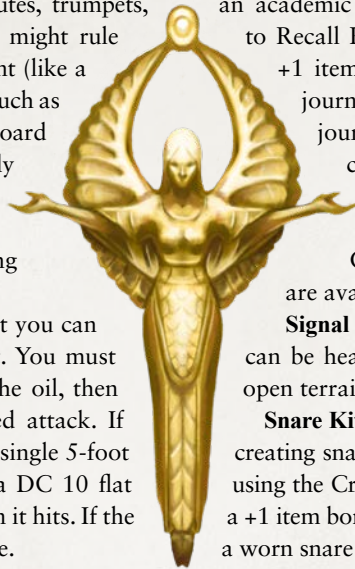 utes, trumpets,
might rule
nt (like a
uch as
oard
ly
ng
t you can
. You must
he oil, then
ed attack. If
single 5-foot
a DC 10 flat
n it hits. If the
e.
an academic
to Recall
+1 item
journ
jour
c
are ava
Signal
can be hea
open terrai
Snare Ki
creating sna
using the Cr
a +1 item bon
a worn snare